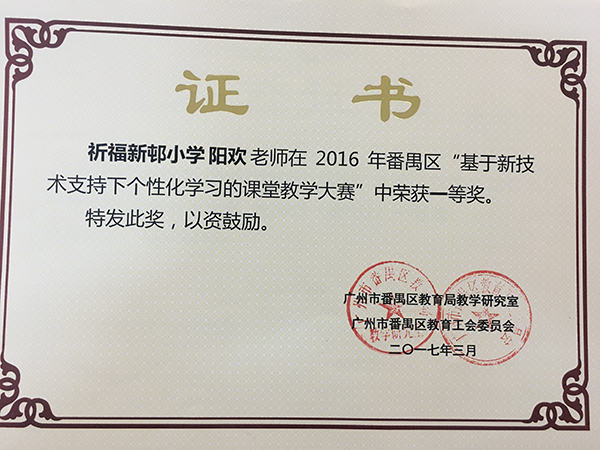 证 书
祈福新邨小学 阳欢 老师在 2016 年番禺区“基于新技
术支持下个性化学习的课堂教学大赛”中荣获一等奖。
特发此奖，以资鼓励。
广州市番禺区教育局教学研究室
广州市番禺区教育工会委员会
二〇一七年三月